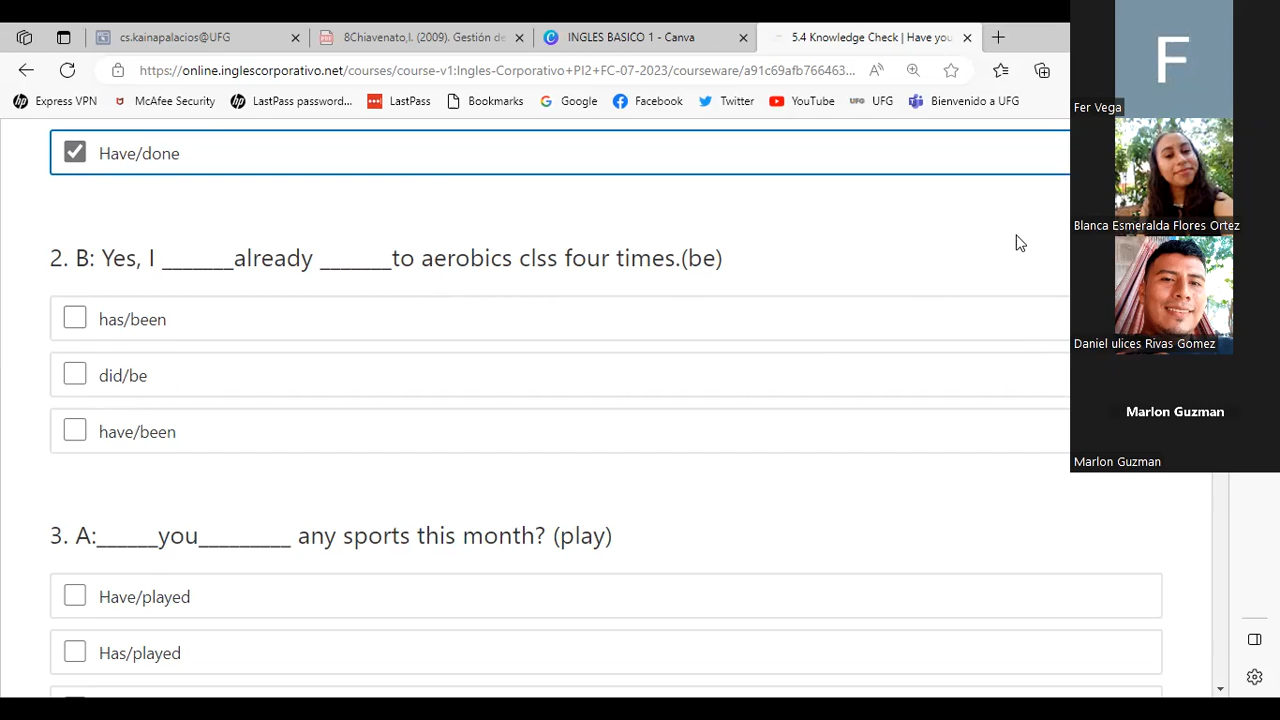 cs.kainapalacios@UFG
8Chiavenato,I. (2009). Gestión de
INGLES BASICO 1 - Canva
5.4 Knowledge Check | Have you
https://online.inglescorporativo.net/courses/course-v1:Ingles-Corporativo+PI2+FC-07-2023/courseware/a91c69afb766463...
Express VPN
McAfee Security
LastPass password...
LastPass
Bookmarks
Google
Facebook
Twitter
YouTube
UFG
UFG
Bienvenido a UFG
Have/done
2. B: Yes, I _______already _______to aerobics clss four times.(be)
has/been
did/be
have/been
3. A:______you_________ any sports this month? (play)
Have/played
Has/played
F
Fer Vega
Blanca Esmeralda Flores Ortez
Daniel ulices Rivas Gomez
Marlon Guzman
Marlon Guzman